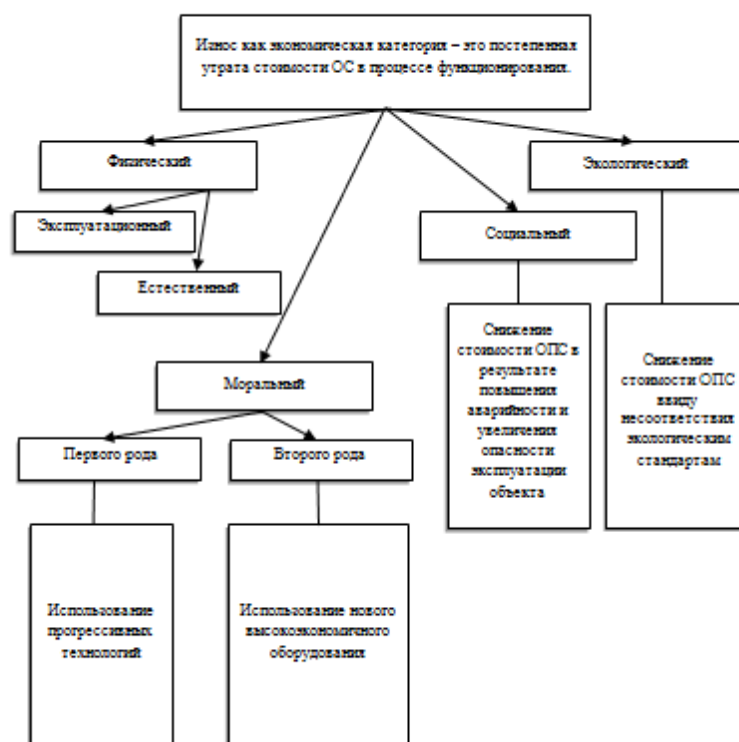 Износ как экономическая категория – это постепенная
утрата стоимости ОС в процессе функционирования.
Физический
Экологический
Эксплуатационный
Социальный
Естественный
Снижение
стоимости ОПС в
результате
повышения
аварийности и
увеличения
опасности
эксплуатации
объекта
Снижение
стоимости ОПС
ввиду
несоответствия
экологическим
стандартам
Моральный
Первого рода
Второго рода
Использование
прогрессивных
технологий
Использование нового
высокоэкономичного
оборудования